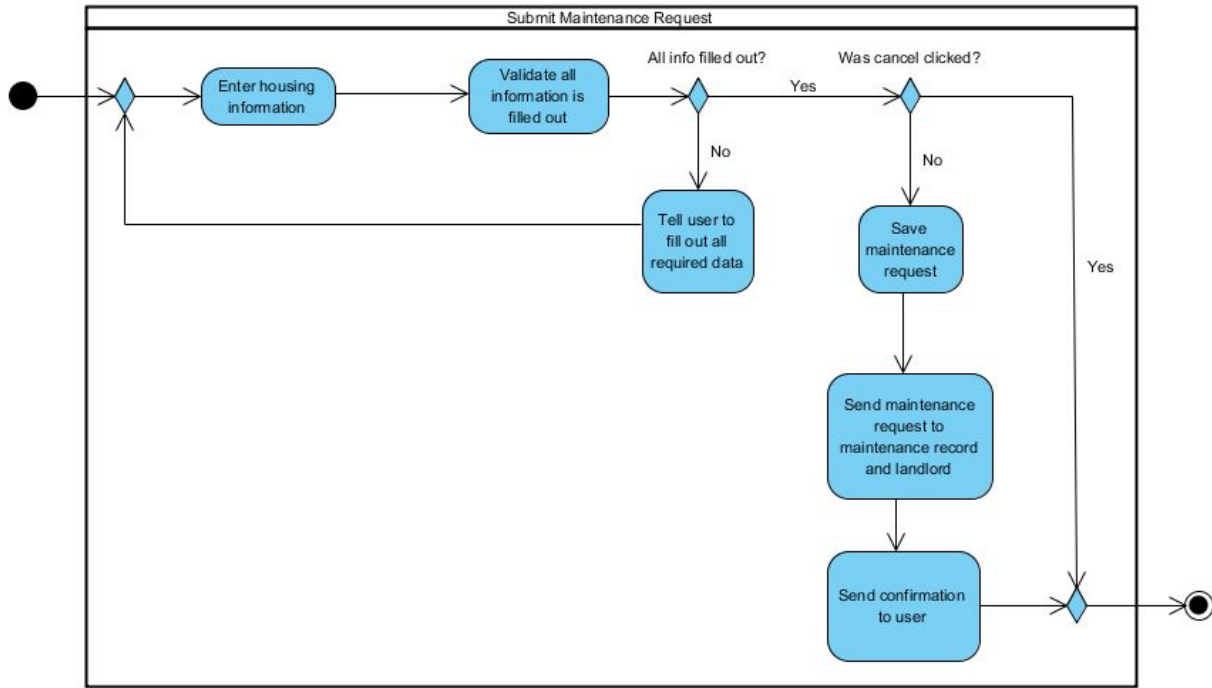 Submit Maintenance Request
Enter housing
information
Validate all
information is
filled out
All info filled out?
Yes
Was cancel clicked?
No
No
Tell user to
fill out all
required data
Save
maintenance
request
Yes
Send maintenance
request to
maintenance record
and landlord
Send confirmation
to user